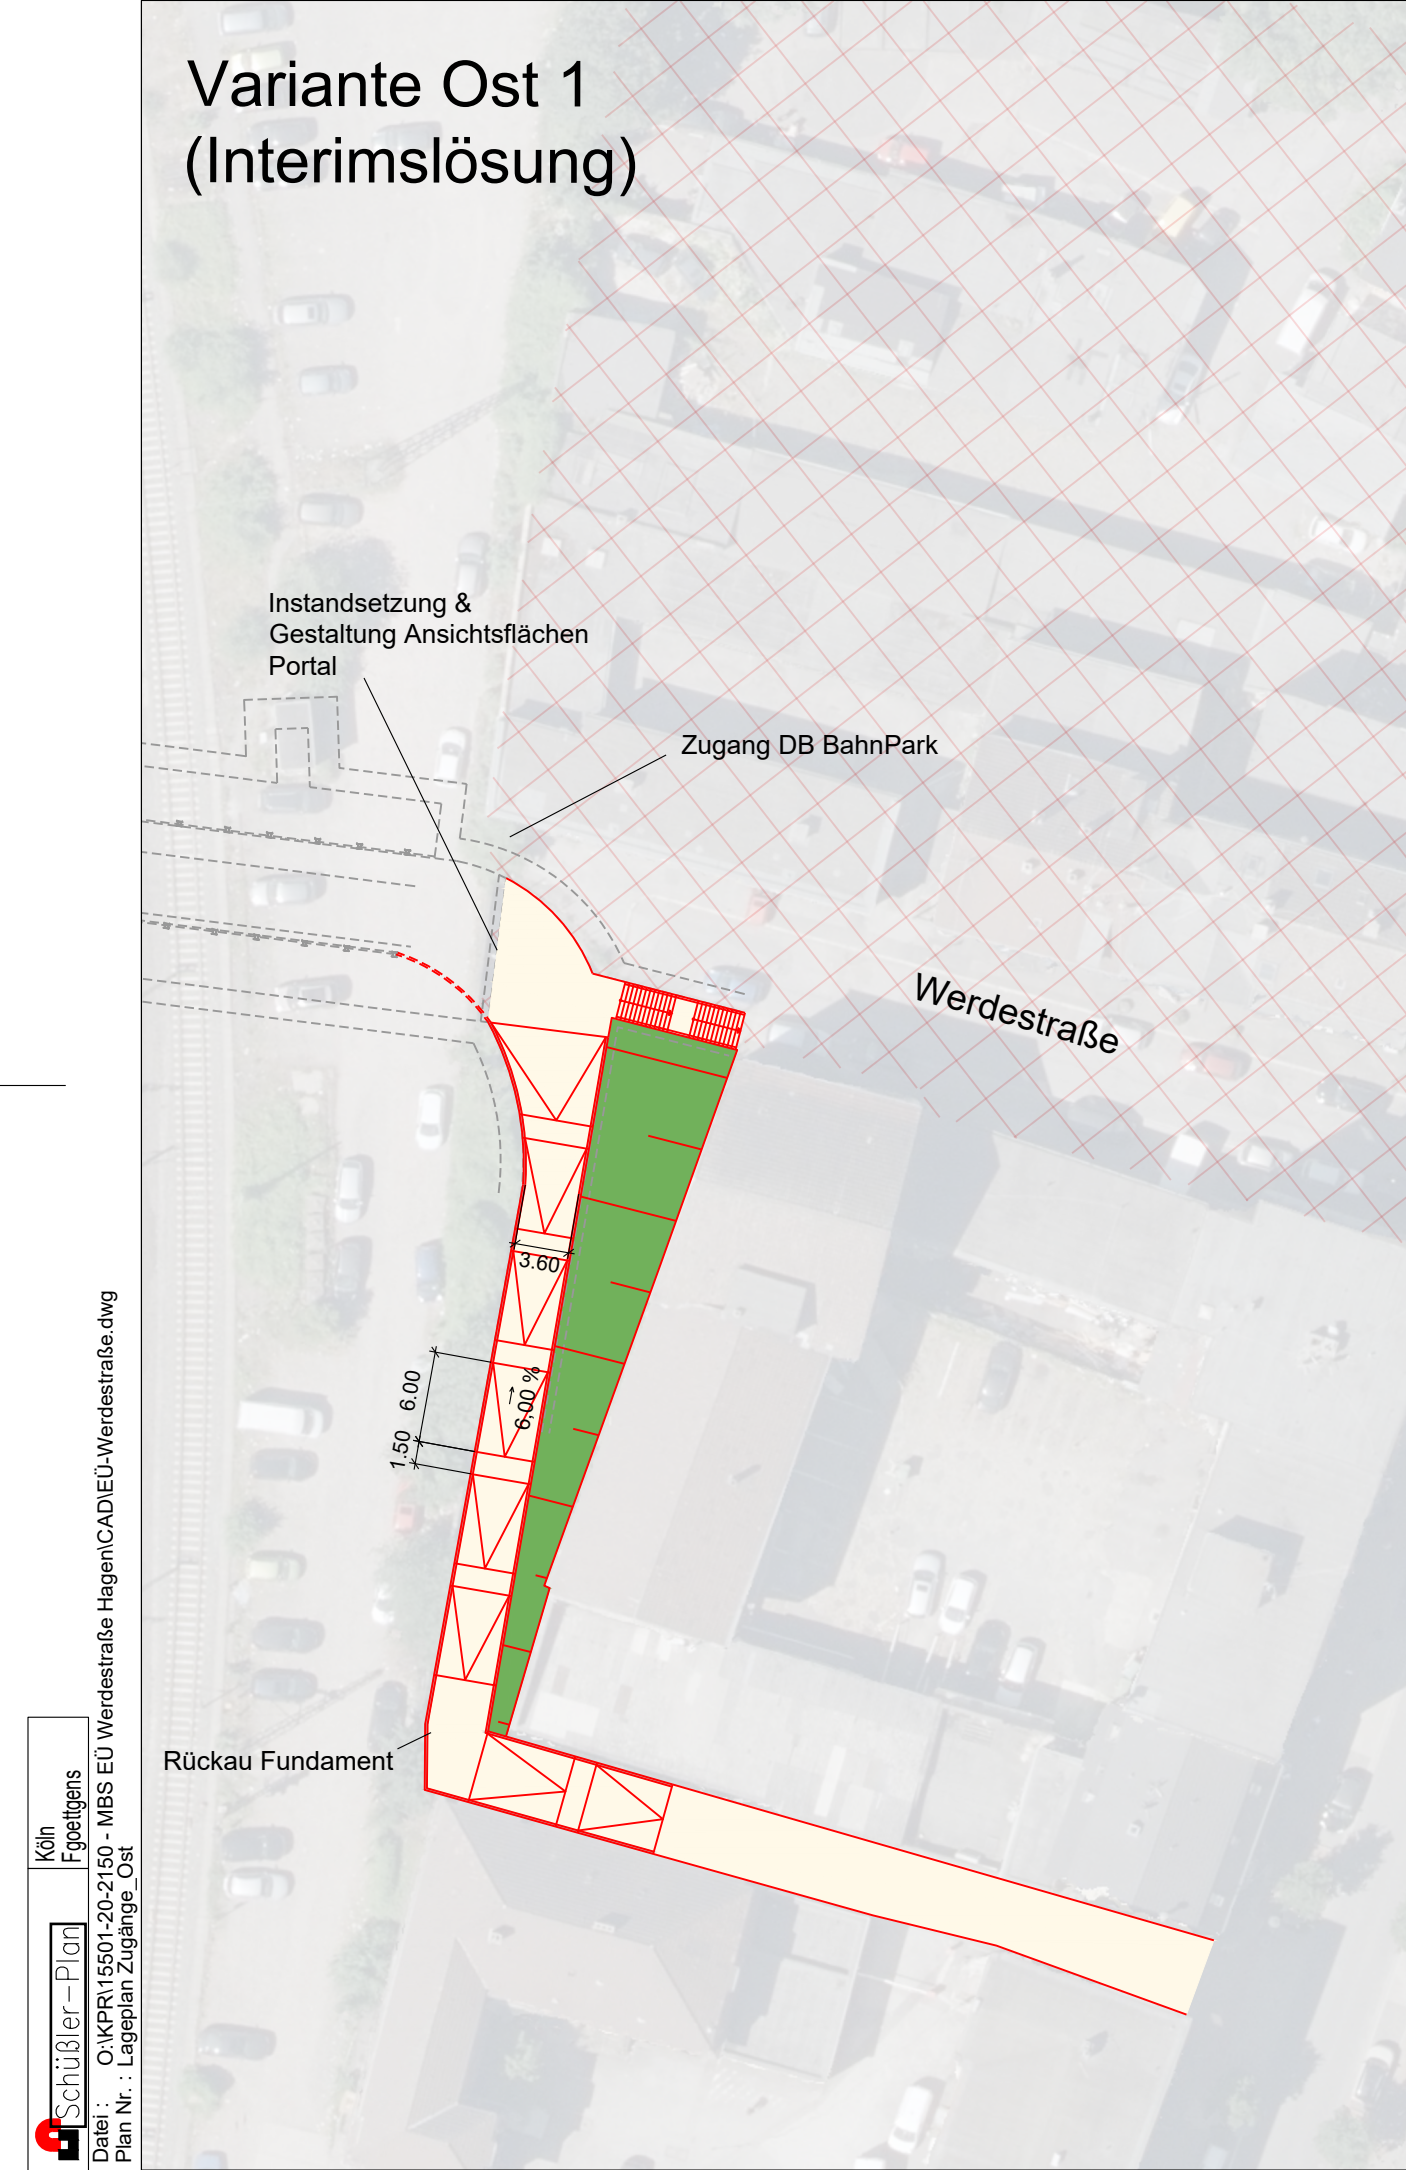 Variante Ost 1
(Interimslösung)
Instandsetzung &
Gestaltung Ansichtsflächen
Portal
Zugang DB BahnPark
Werdestraße
3.60
6.00
1.50
6,00 %
Rückau Fundament
Köln
Fgoettgens
Schüßler-Plan
Datei : O:\KPR\15501-20-2150 - MBS EÜ Werdestraße Hagen\CAD\EÜ-Werdestraße.dwg
Plan Nr. : Lageplan Zugänge_Ost